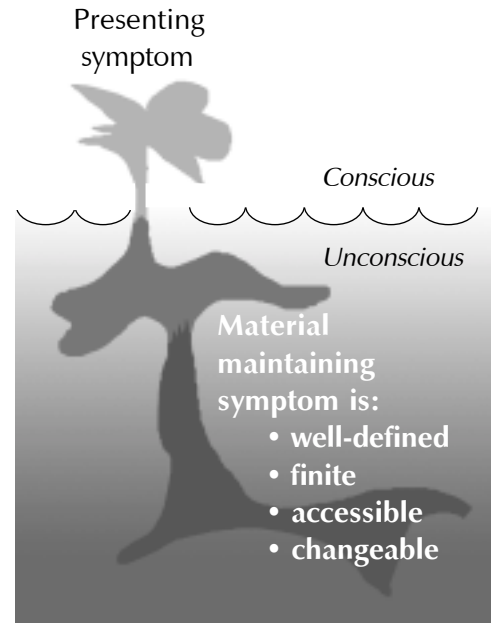 Presenting
symptom
Conscious
Unconscious
Material
maintaining
symptom is:
• well-defined
• finite
• accessible
• changeable